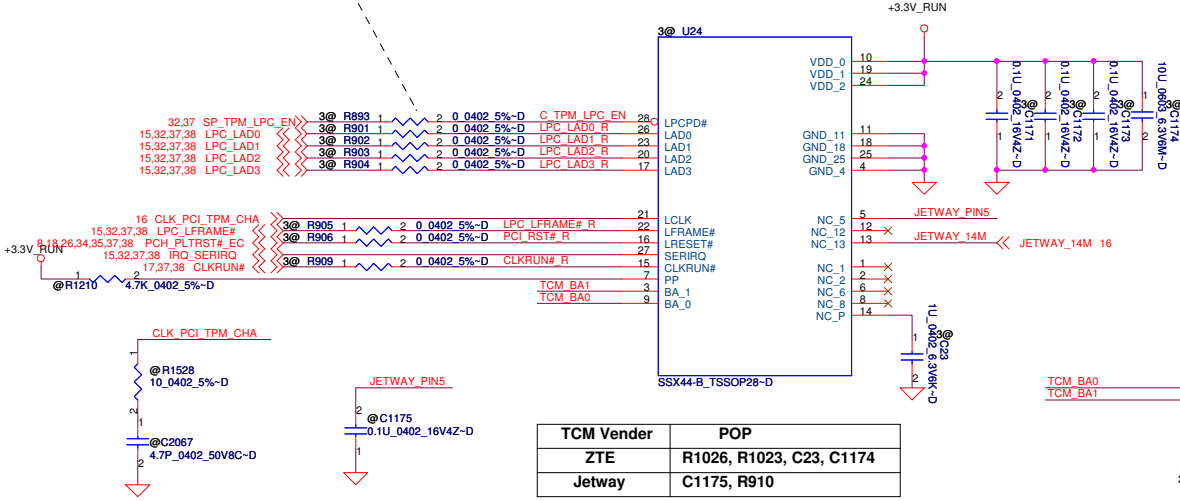 +3.3V_RUN
3@ U24
VDD_0 10
VDD_1 19
VDD_2 24
0.1U_0402_16V4Z~D
3@C1171
0.1U_0402_16V4Z~D
3@C1172
0.1U_0402_16V4Z~D
3@C1173
10U_0603_6.3V6M~D
3@C1174
2 1
2 1
2 1
1 2
32,37 SP_TPM_LPC_EN 3@ R893 1 2 0_0402_5%~D C_TPM_LPC_EN 28 LPCPD#
15,32,37,38 LPC_LAD0 3@ R901 1 2 0_0402_5%~D LPC_LAD0_R 26 LAD0
15,32,37,38 LPC_LAD1 3@ R902 1 2 0_0402_5%~D LPC_LAD1_R 23 LAD1
15,32,37,38 LPC_LAD2 3@ R903 1 2 0_0402_5%~D LPC_LAD2_R 20 LAD2
15,32,37,38 LPC_LAD3 3@ R904 1 2 0_0402_5%~D LPC_LAD3_R 17 LAD3
GND_11 11
GND_18 18
GND_25 25
GND_4 4
16 CLK_PCI_TPM_CHA 21 LCLK
15,32,37,38 LPC_LFRAME# 3@ R905 1 2 0_0402_5%~D LPC_LFRAME#_R 22 LFRAME#
8,18,26,34,35,37,38 PCH_PLTRST#_EC 3@ R906 1 2 0_0402_5%~D PCI_RST#_R 16 LRESET#
15,32,37,38 IRQ_SERIRQ 27 SERIRQ
17,37,38 CLKRUN# 3@ R909 1 2 0_0402_5%~D CLKRUN#_R 15 CLKRUN#
+3.3V_RUN
@R1210 1 2 4.7K_0402_5%~D 7 PP
TCM_BA1 3 BA_1
TCM_BA0 9 BA_0
NC_5 5 JETWAY_PIN5
NC_12 12
NC_13 13 JETWAY_14M JETWAY_14M 16
NC_1 1
NC_2 2
NC_6 6
NC_8 8
NC_P 14
1U_0402_6.3V6K~D
3@C23
1
2
SSX44-B_TSSOP28~D
CLK_PCI_TPM_CHA
1
@R1528
10_0402_5%~D
2
1
@C2067
4.7P_0402_50V8C~D
2
JETWAY_PIN5
2
@C1175
0.1U_0402_16V4Z~D
1
TCM_BA0
TCM_BA1
TCM Vender POP
ZTE R1026, R1023, C23, C1174
Jetway C1175, R910